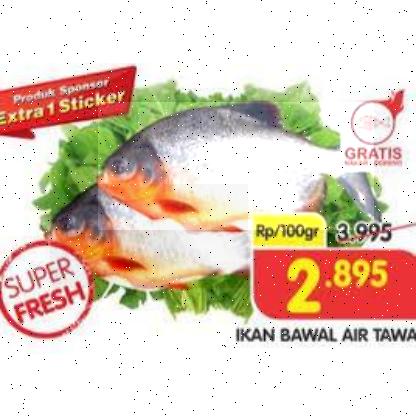 Produk Sponsor
Extra 1 Sticker
GRATIS
Rp/100gr 3.995
2.895
SUPER
FRESH
IKAN BAWAL AIR TAWA